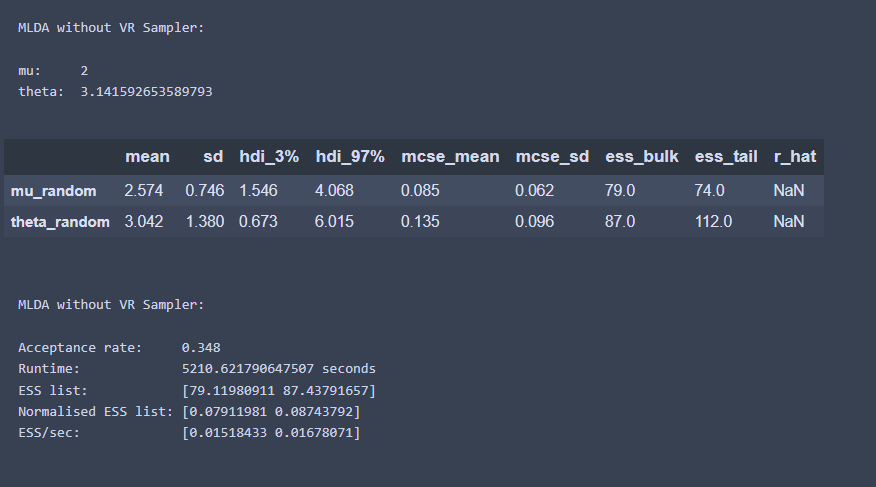 MLDA without VR Sampler:
mu: 2
theta: 3.141592653589793
mean sd hdi_3% hdi_97% mcse_mean mcse_sd ess_bulk ess_tail r_hat
mu_random 2.574 0.746 1.546 4.068 0.085 0.062 79.0 74.0 NaN
theta_random 3.042 1.380 0.673 6.015 0.135 0.096 87.0 112.0 NaN
MLDA without VR Sampler:
Acceptance rate: 0.348
Runtime: 5210.621790647507 seconds
ESS list: [79.11980911 87.43791657]
Normalised ESS list: [0.07911981 0.08743792]
ESS/sec: [0.01518433 0.01678071]